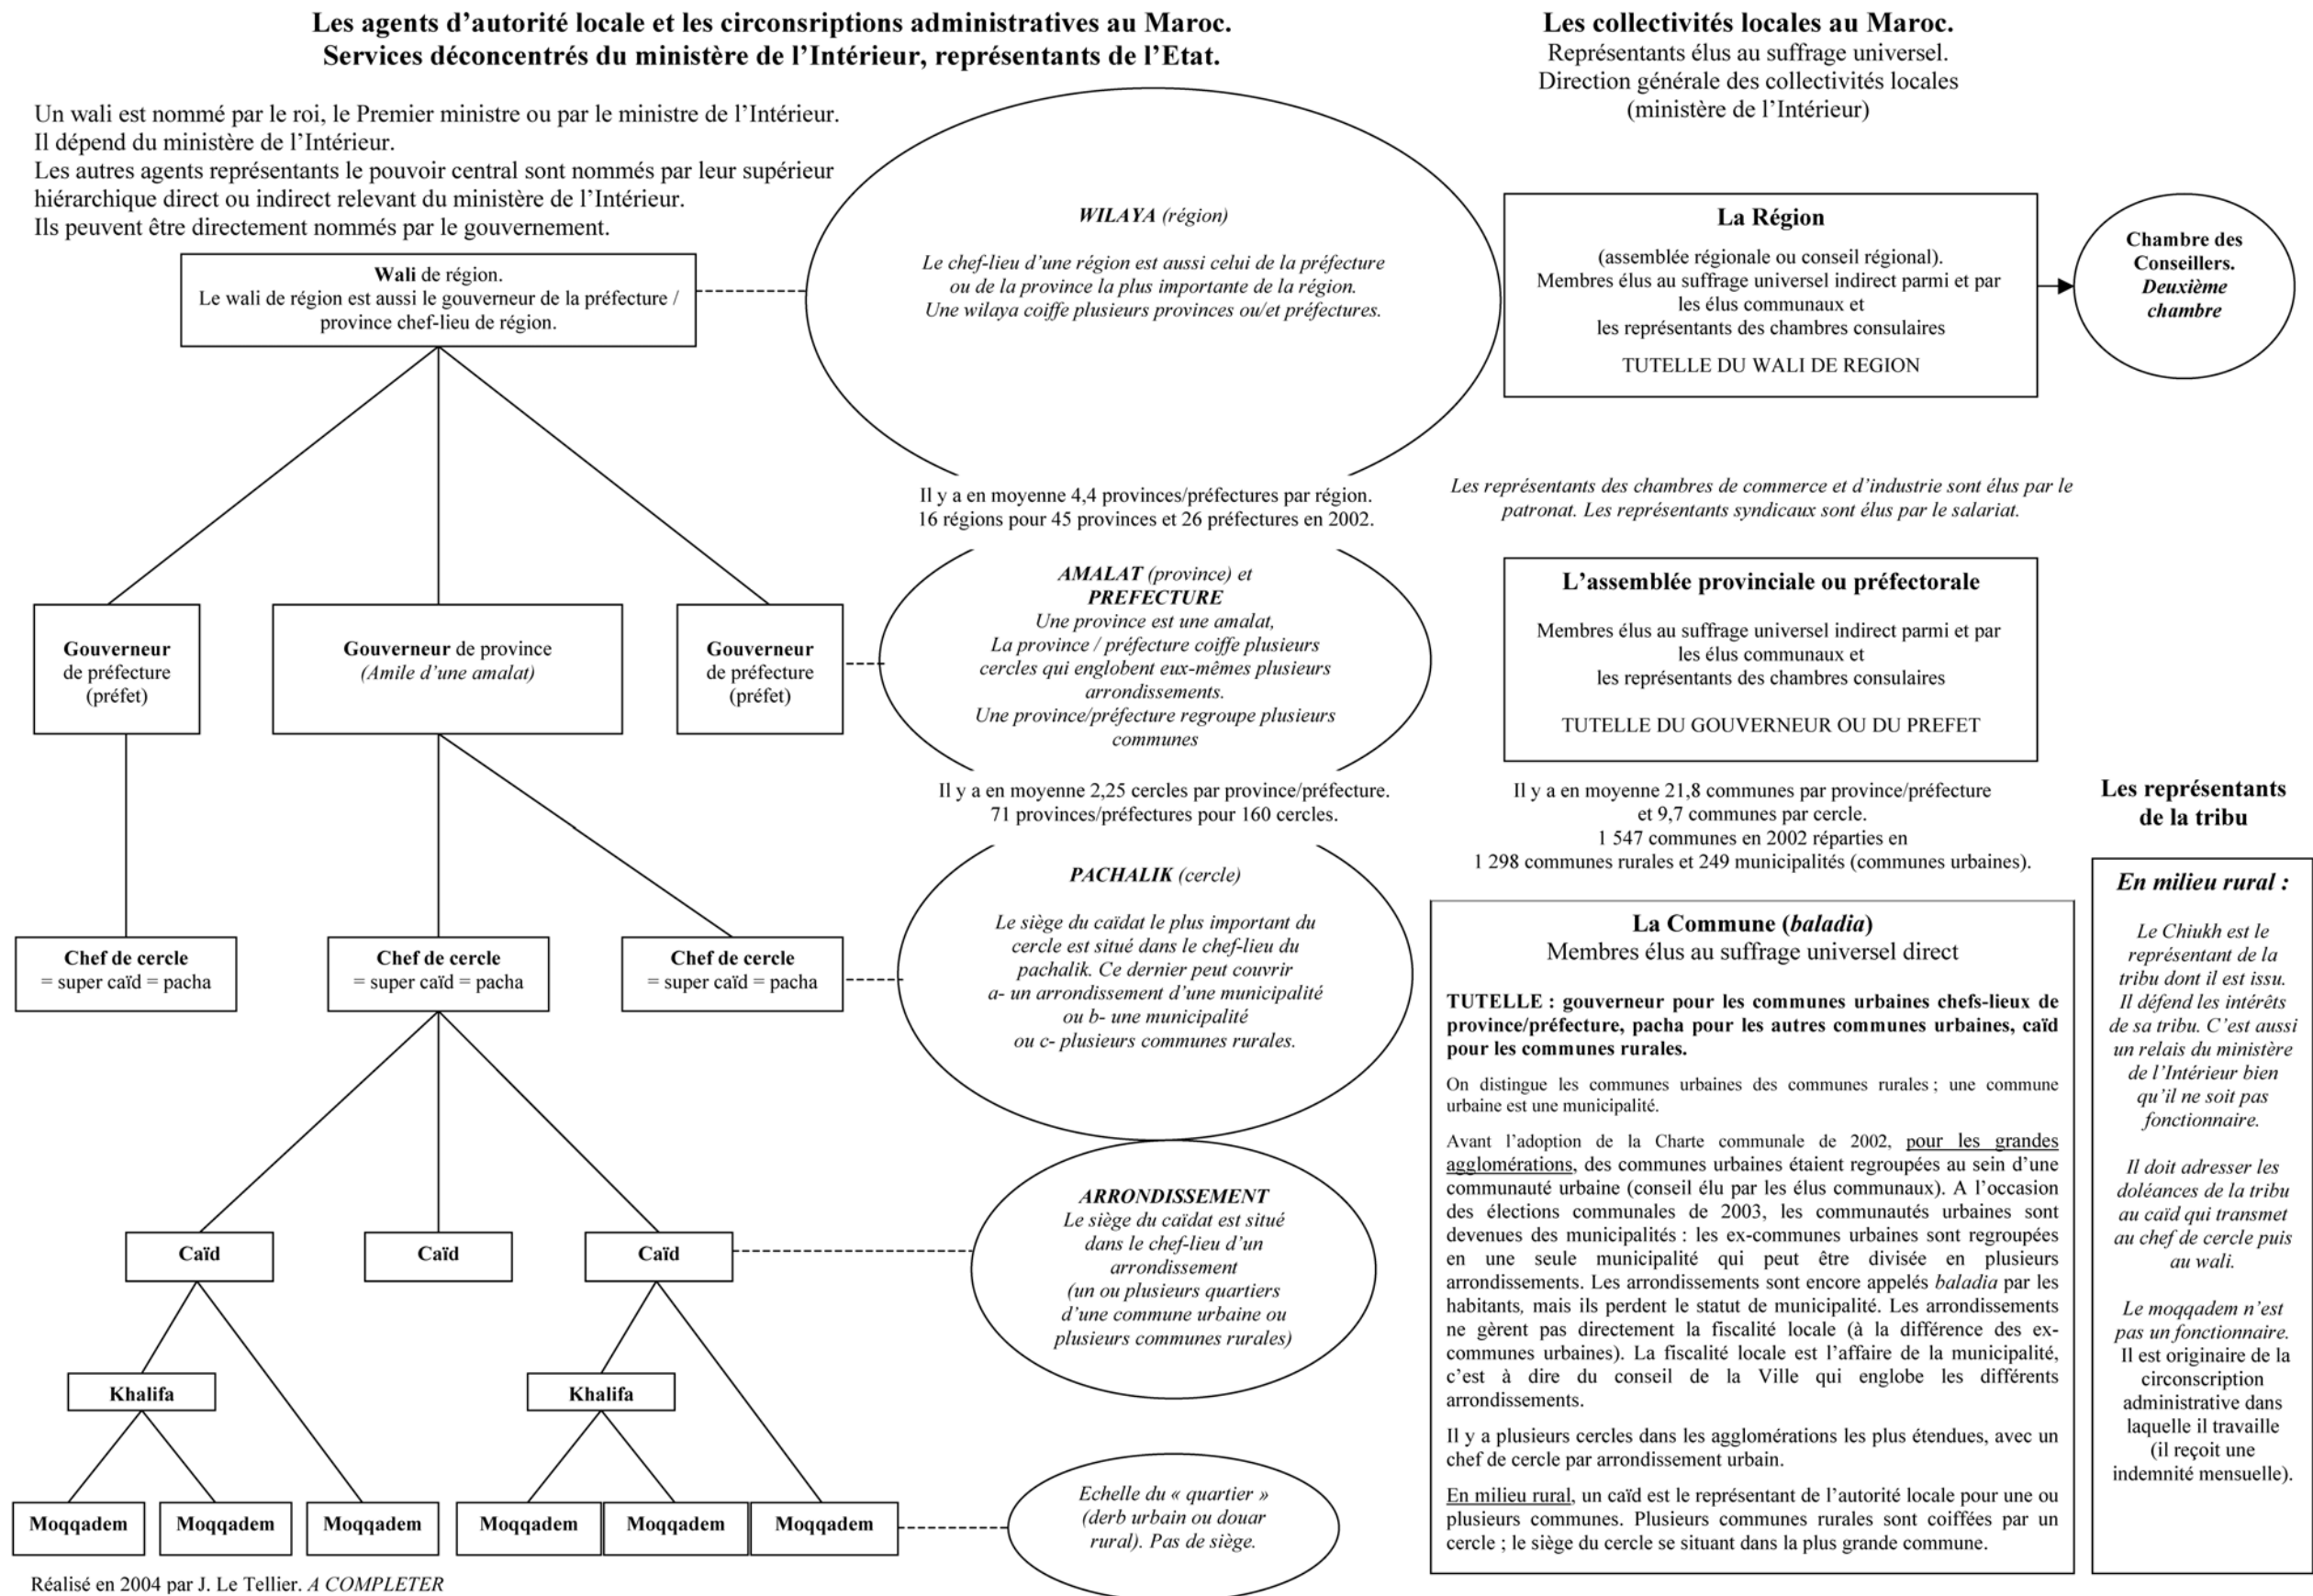 Les agents d’autorité locale et les circonsriptions administratives au Maroc.
Services déconcentrés du ministère de l’Intérieur, représentants de l’Etat.
Un wali est nommé par le roi, le Premier ministre ou par le ministre de l’Intérieur.
Il dépend du ministère de l’Intérieur.
Les autres agents représentants le pouvoir central sont nommés par leur supérieur
hiérarchique direct ou indirect relevant du ministère de l’Intérieur.
Ils peuvent être directement nommés par le gouvernement.
Wali de région.
Le wali de région est aussi le gouverneur de la préfecture /
province chef-lieu de région.
Gouverneur
de préfecture
(préfet)
Gouverneur de province
(Amile d’une amalat)
Gouverneur
de préfecture
(préfet)
Chef de cercle
= super caïd = pacha
Chef de cercle
= super caïd = pacha
Chef de cercle
= super caïd = pacha
Caïd
Caïd
Caïd
Khalifa
Khalifa
Moqqadem
Moqqadem
Moqqadem
Moqqadem
Moqqadem
Moqqadem
Réalisé en 2004 par J. Le Tellier. A COMPLETER
WILAYA (région)
Le chef-lieu d’une région est aussi celui de la préfecture
ou de la province la plus importante de la région.
Une wilaya coiffe plusieurs provinces ou/et préfectures.
Il y a en moyenne 4,4 provinces/préfectures par région.
16 régions pour 45 provinces et 26 préfectures en 2002.
AMALAT (province) et
PREFECTURE
Une province est une amalat,
La province / préfecture coiffe plusieurs
cercles qui englobent eux-mêmes plusieurs
arrondissements.
Une province/préfecture regroupe plusieurs
communes
Il y a en moyenne 2,25 cercles par province/préfecture.
71 provinces/préfectures pour 160 cercles.
PACHALIK (cercle)
Le siège du caïdat le plus important du
cercle est situé dans le chef-lieu du
pachalik. Ce dernier peut couvrir
a- un arrondissement d’une municipalité
ou b- une municipalité
ou c- plusieurs communes rurales.
ARRONDISSEMENT
Le siège du caïdat est situé
dans le chef-lieu d’un
arrondissement
(un ou plusieurs quartiers
d’une commune urbaine ou
plusieurs communes rurales)
Echelle du « quartier »
(derb urbain ou douar
rural). Pas de siège.
Les collectivités locales au Maroc.
Représentants élus au suffrage universel.
Direction générale des collectivités locales
(ministère de l’Intérieur)
La Région
(assemblée régionale ou conseil régional).
Membres élus au suffrage universel indirect parmi et par
les élus communaux et
les représentants des chambres consulaires
TUTELLE DU WALI DE REGION
Chambre des
Conseillers.
Deuxième
chambre
Les représentants des chambres de commerce et d’industrie sont élus par le
patronat. Les représentants syndicaux sont élus par le salariat.
L’assemblée provinciale ou préfectorale
Membres élus au suffrage universel indirect parmi et par
les élus communaux et
les représentants des chambres consulaires
TUTELLE DU GOUVERNEUR OU DU PREFET
Il y a en moyenne 21,8 communes par province/préfecture
et 9,7 communes par cercle.
1 547 communes en 2002 réparties en
1 298 communes rurales et 249 municipalités (communes urbaines).
La Commune (baladia)
Membres élus au suffrage universel direct
TUTELLE : gouverneur pour les communes urbaines chefs-lieux de
province/préfecture, pacha pour les autres communes urbaines, caïd
pour les communes rurales.
On distingue les communes urbaines des communes rurales ; une commune
urbaine est une municipalité.
Avant l’adoption de la Charte communale de 2002, pour les grandes
agglomérations, des communes urbaines étaient regroupées au sein d’une
communauté urbaine (conseil élu par les élus communaux). A l’occasion
des élections communales de 2003, les communautés urbaines sont
devenues des municipalités : les ex-communes urbaines sont regroupées
en une seule municipalité qui peut être divisée en plusieurs
arrondissements. Les arrondissements sont encore appelés baladia par les
habitants, mais ils perdent le statut de municipalité. Les arrondissements
ne gèrent pas directement la fiscalité locale (à la différence des ex-
communes urbaines). La fiscalité locale est l’affaire de la municipalité,
c’est à dire du conseil de la Ville qui englobe les différents
arrondissements.
Il y a plusieurs cercles dans les agglomérations les plus étendues, avec un
chef de cercle par arrondissement urbain.
En milieu rural, un caïd est le représentant de l’autorité locale pour une ou
plusieurs communes. Plusieurs communes rurales sont coiffées par un
cercle ; le siège du cercle se situant dans la plus grande commune.
Les représentants
de la tribu
En milieu rural :
Le Chiukh est le
représentant de la
tribu dont il est issu.
Il défend les intérêts
de sa tribu. C’est aussi
un relais du ministère
de l’Intérieur bien
qu’il ne soit pas
fonctionnaire.
Il doit adresser les
doléances de la tribu
au caïd qui transmet
au chef de cercle puis
au wali.
Le moqqadem n’est
pas un fonctionnaire.
Il est originaire de la
circonscription
administrative dans
laquelle il travaille
(il reçoit une
indemnité mensuelle).